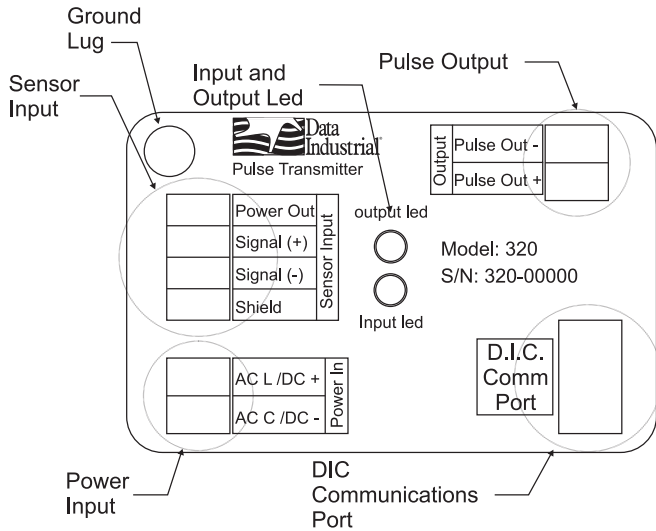 Ground
Lug
Sensor
Input
Input and
Output Led
Pulse Output
Data
Industrial
Pulse Transmitter
Output
Pulse Out -
Pulse Out +
Power Out
Signal (+)
Signal (-)
Shield
Sensor Input
output led
Input led
Model: 320
S/N: 320-00000
AC L /DC +
AC C /DC -
Power In
D.I.C.
Comm
Port
Power
Input
DIC
Communications
Port